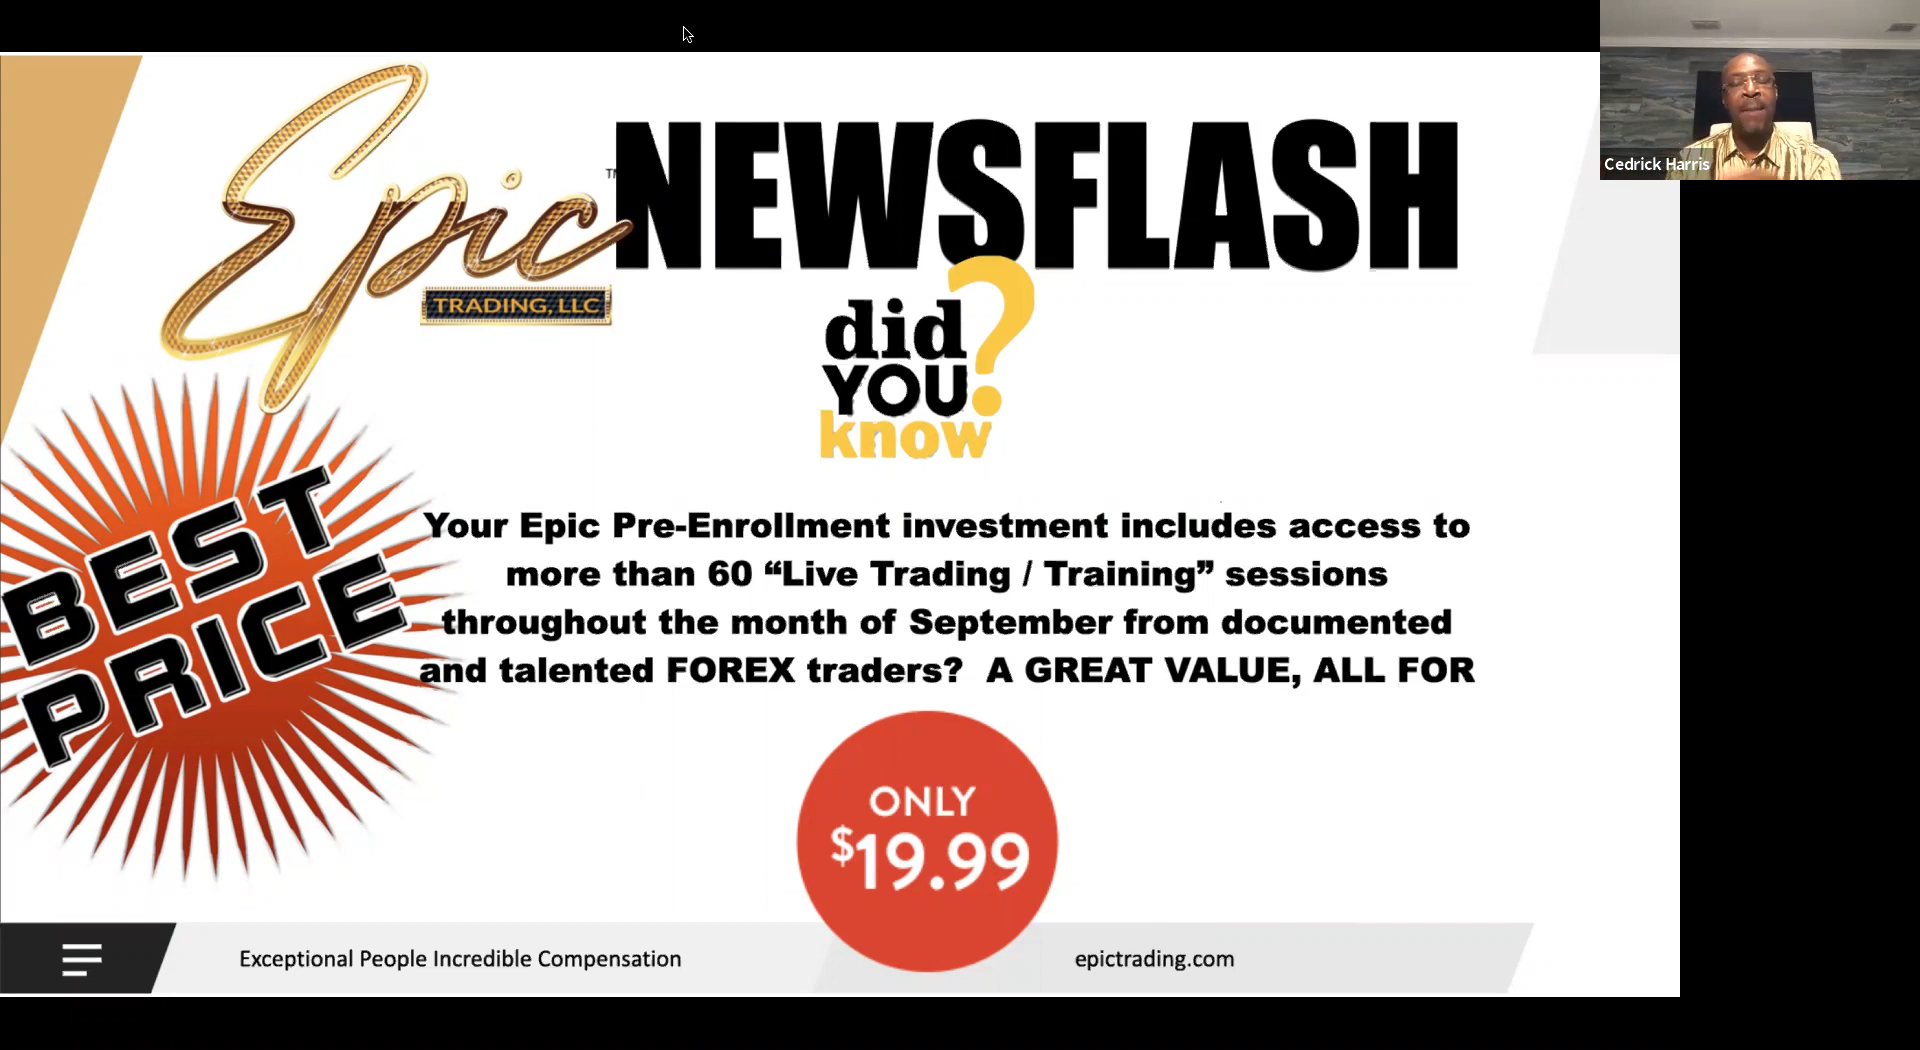 Epic
TM
TRADING, LLC
NEWSFLASH
Cedrick Harris
did
YOU?
know
BEST
PRICE
Your Epic Pre-Enrollment investment includes access to
more than 60 “Live Trading / Training” sessions
throughout the month of September from documented
and talented FOREX traders? A GREAT VALUE, ALL FOR
ONLY
$19.99
Exceptional People Incredible Compensation
epictrading.com